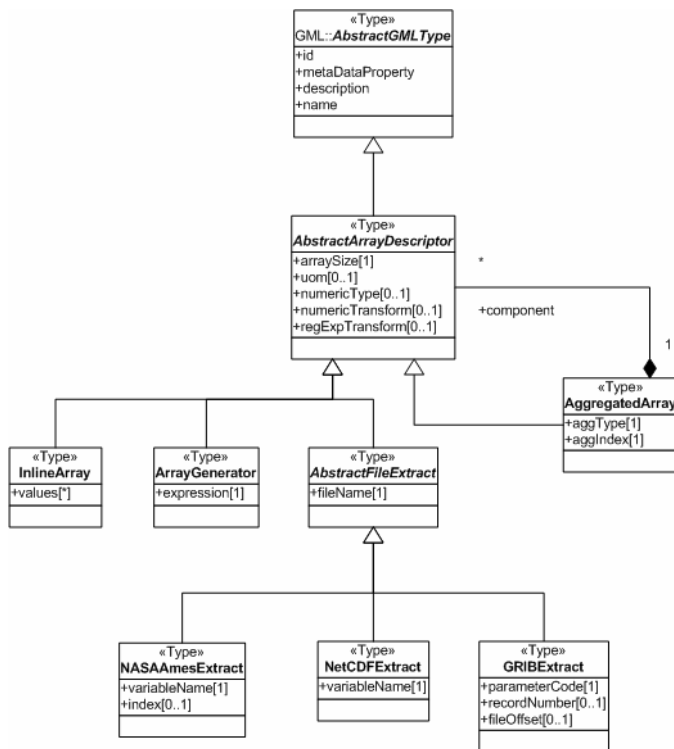 «Type»
GML::AbstractGMLType
+id
+metaDataProperty
+description
+name
«Type»
AbstractArrayDescriptor
+arraySize[1]
+uom[0..1]
+numericType[0..1]
+numericTransform[0..1]
+regExpTransform[0..1]
*
+component
1
«Type»
AggregatedArray
+aggType[1]
+aggIndex[1]
«Type»
InlineArray
+values[*]
«Type»
ArrayGenerator
+expression[1]
«Type»
AbstractFileExtract
+fileName[1]
«Type»
NASAAmesExtract
+variableName[1]
+index[0..1]
«Type»
NetCDFExtract
+variableName[1]
«Type»
GRIBExtract
+parameterCode[1]
+recordNumber[0..1]
+fileOffset[0..1]